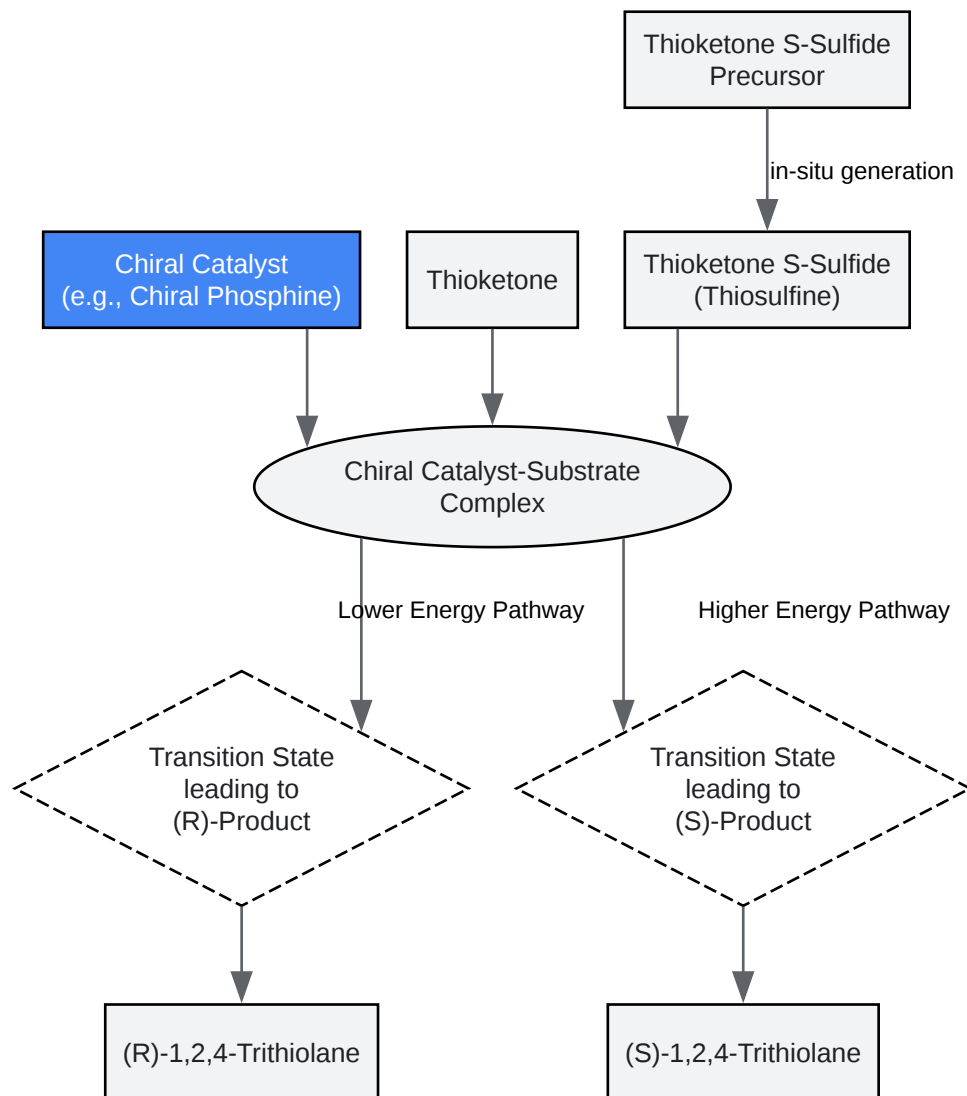 Thioketone S-Sulfide
Precursor
in-situ generation
Chiral Catalyst
(e.g., Chiral Phosphine)
Thioketone
Thioketone S-Sulfide
(Thiosulfine)
Chiral Catalyst-Substrate
Complex
Lower Energy Pathway
Higher Energy Pathway
Transition State
leading to
(R)-Product
Transition State
leading to
(S)-Product
(R)-1,2,4-Trithiolane
(S)-1,2,4-Trithiolane